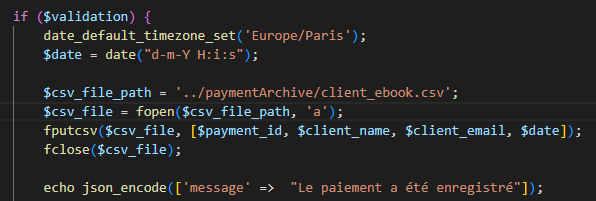 if ($validation) {
date_default_timezone_set('Europe/Paris');
$date = date("d-m-Y H:i:s");
$csv_file_path = '../paymentArchive/client_ebook.csv';
$csv_file = fopen($csv_file_path, 'a');
fputcsv($csv_file, [$payment_id, $client_name, $client_email, $date]);
fclose($csv_file);
echo json_encode(['message' =>  "Le paiement a été enregistré"]);